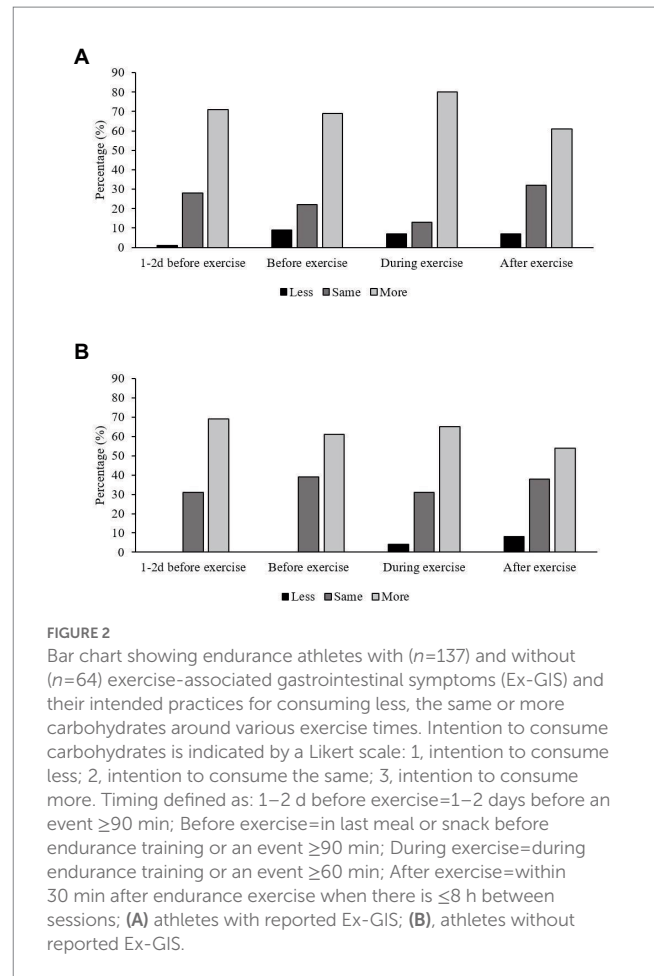 A
Percentage (%)
90
80
70
60
50
40
30
20
10
0
1-2d before exercise Before exercise During exercise After exercise
Less Same More
B
Percentage (%)
90
80
70
60
50
40
30
20
10
0
1-2d before exercise Before exercise During exercise After exercise
Less Same More
FIGURE 2
Bar chart showing endurance athletes with (n=137) and without
(n=64) exercise-associated gastrointestinal symptoms (Ex-GIS) and
their intended practices for consuming less, the same or more
carbohydrates around various exercise times. Intention to consume
carbohydrates is indicated by a Likert scale: 1, intention to consume
less; 2, intention to consume the same; 3, intention to consume
more. Timing defined as: 1–2 d before exercise=1–2 days before an
event ≥90 min; Before exercise=in last meal or snack before
endurance training or an event ≥90 min; During exercise=during
endurance training or an event ≥60 min; After exercise=within
30 min after endurance exercise when there is ≤8 h between
sessions; (A) athletes with reported Ex-GIS; (B), athletes without
reported Ex-GIS.